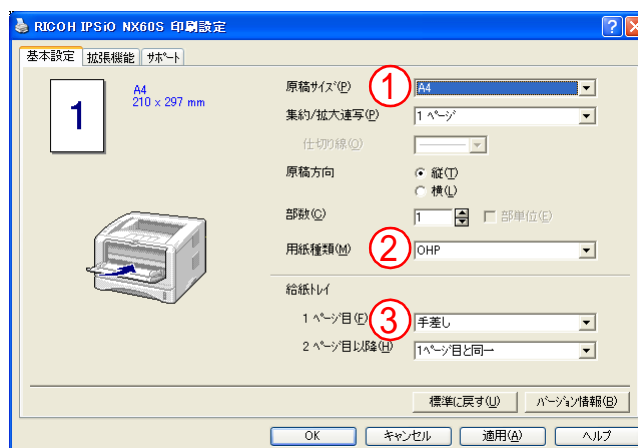 RICOH IPSiO NX60S 印刷設定
基本設定 拡張機能 サポート
1
A4
210 x 297 mm
原稿サイズ(P) ① A4
集約/拡大連写(P) 1 ページ
仕切り線(O)
原稿方向 縦(T)
横(L)
部数(C) 1 部単位(E)
用紙種類(M) ② OHP
給紙トレイ
1 ページ目(F) ③ 手差し
2 ページ目以降(H) 1ページ目と同一
標準に戻す(U) バージョン情報(B)
OK キャンセル 適用(A) ヘルプ